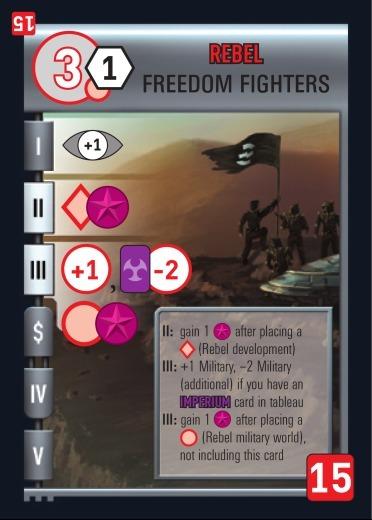 15
3 1
REBEL
FREEDOM FIGHTERS
I +1
II
III +1, -2
$
IV
V
II: gain 1 after placing a
(Rebel development)
III: +1 Military, –2 Military
(additional) if you have an
IMPERIUM card in tableau
III: gain 1 after placing a
(Rebel military world),
not including this card
15